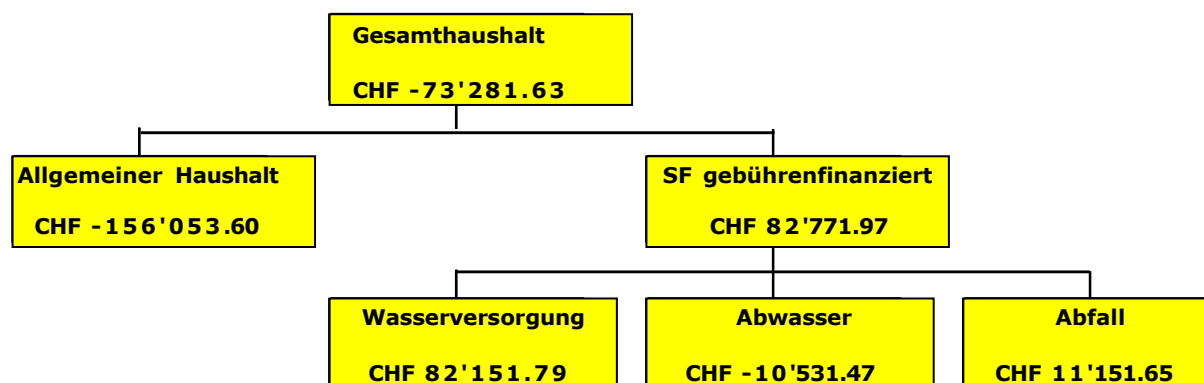 Gesamthaushalt
CHF -73'281.63
Allgemeiner Haushalt
CHF -156'053.60
SF gebührenfinanziert
CHF 82'771.97
Wasserversorgung
CHF 82'151.79
Abwasser
CHF -10'531.47
Abfall
CHF 11'151.65